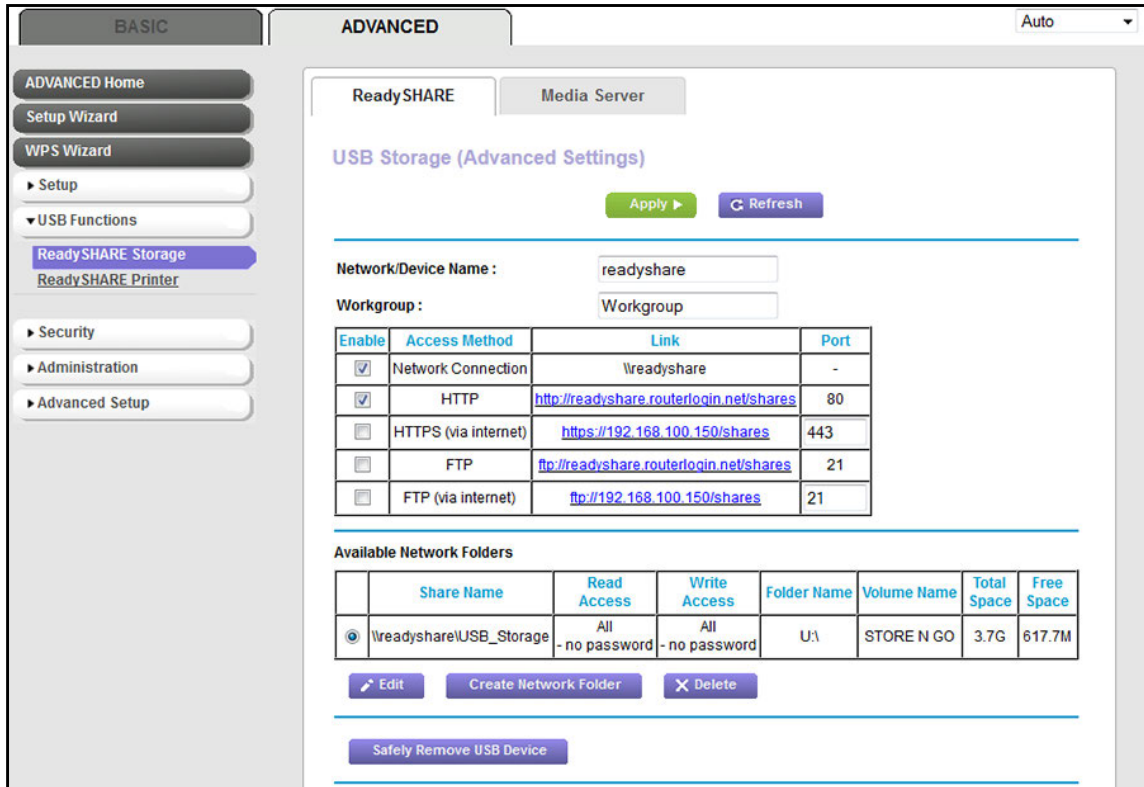 BASIC
ADVANCED
Auto
ADVANCED Home
Setup Wizard
WPS Wizard
Setup
USB Functions
ReadySHARE Storage
ReadySHARE Printer
Security
Administration
Advanced Setup
ReadySHARE Media Server
USB Storage (Advanced Settings)
Apply Refresh
Network/Device Name : readyshare
Workgroup : Workgroup
Enable Access Method Link Port
Network Connection \\readyshare -
HTTP http://readyshare.routerlogin.net/shares 80
HTTPS (via internet) https://192.168.100.150/shares 443
FTP ftp://readyshare.routerlogin.net/shares 21
FTP (via internet) ftp://192.168.100.150/shares 21
Available Network Folders
Share Name Read Access Write Access Folder Name Volume Name Total Space Free Space
\\readyshare\USB_Storage All - no password All - no password U:\ STORE N GO 3.7G 617.7M
Edit Create Network Folder Delete
Safely Remove USB Device